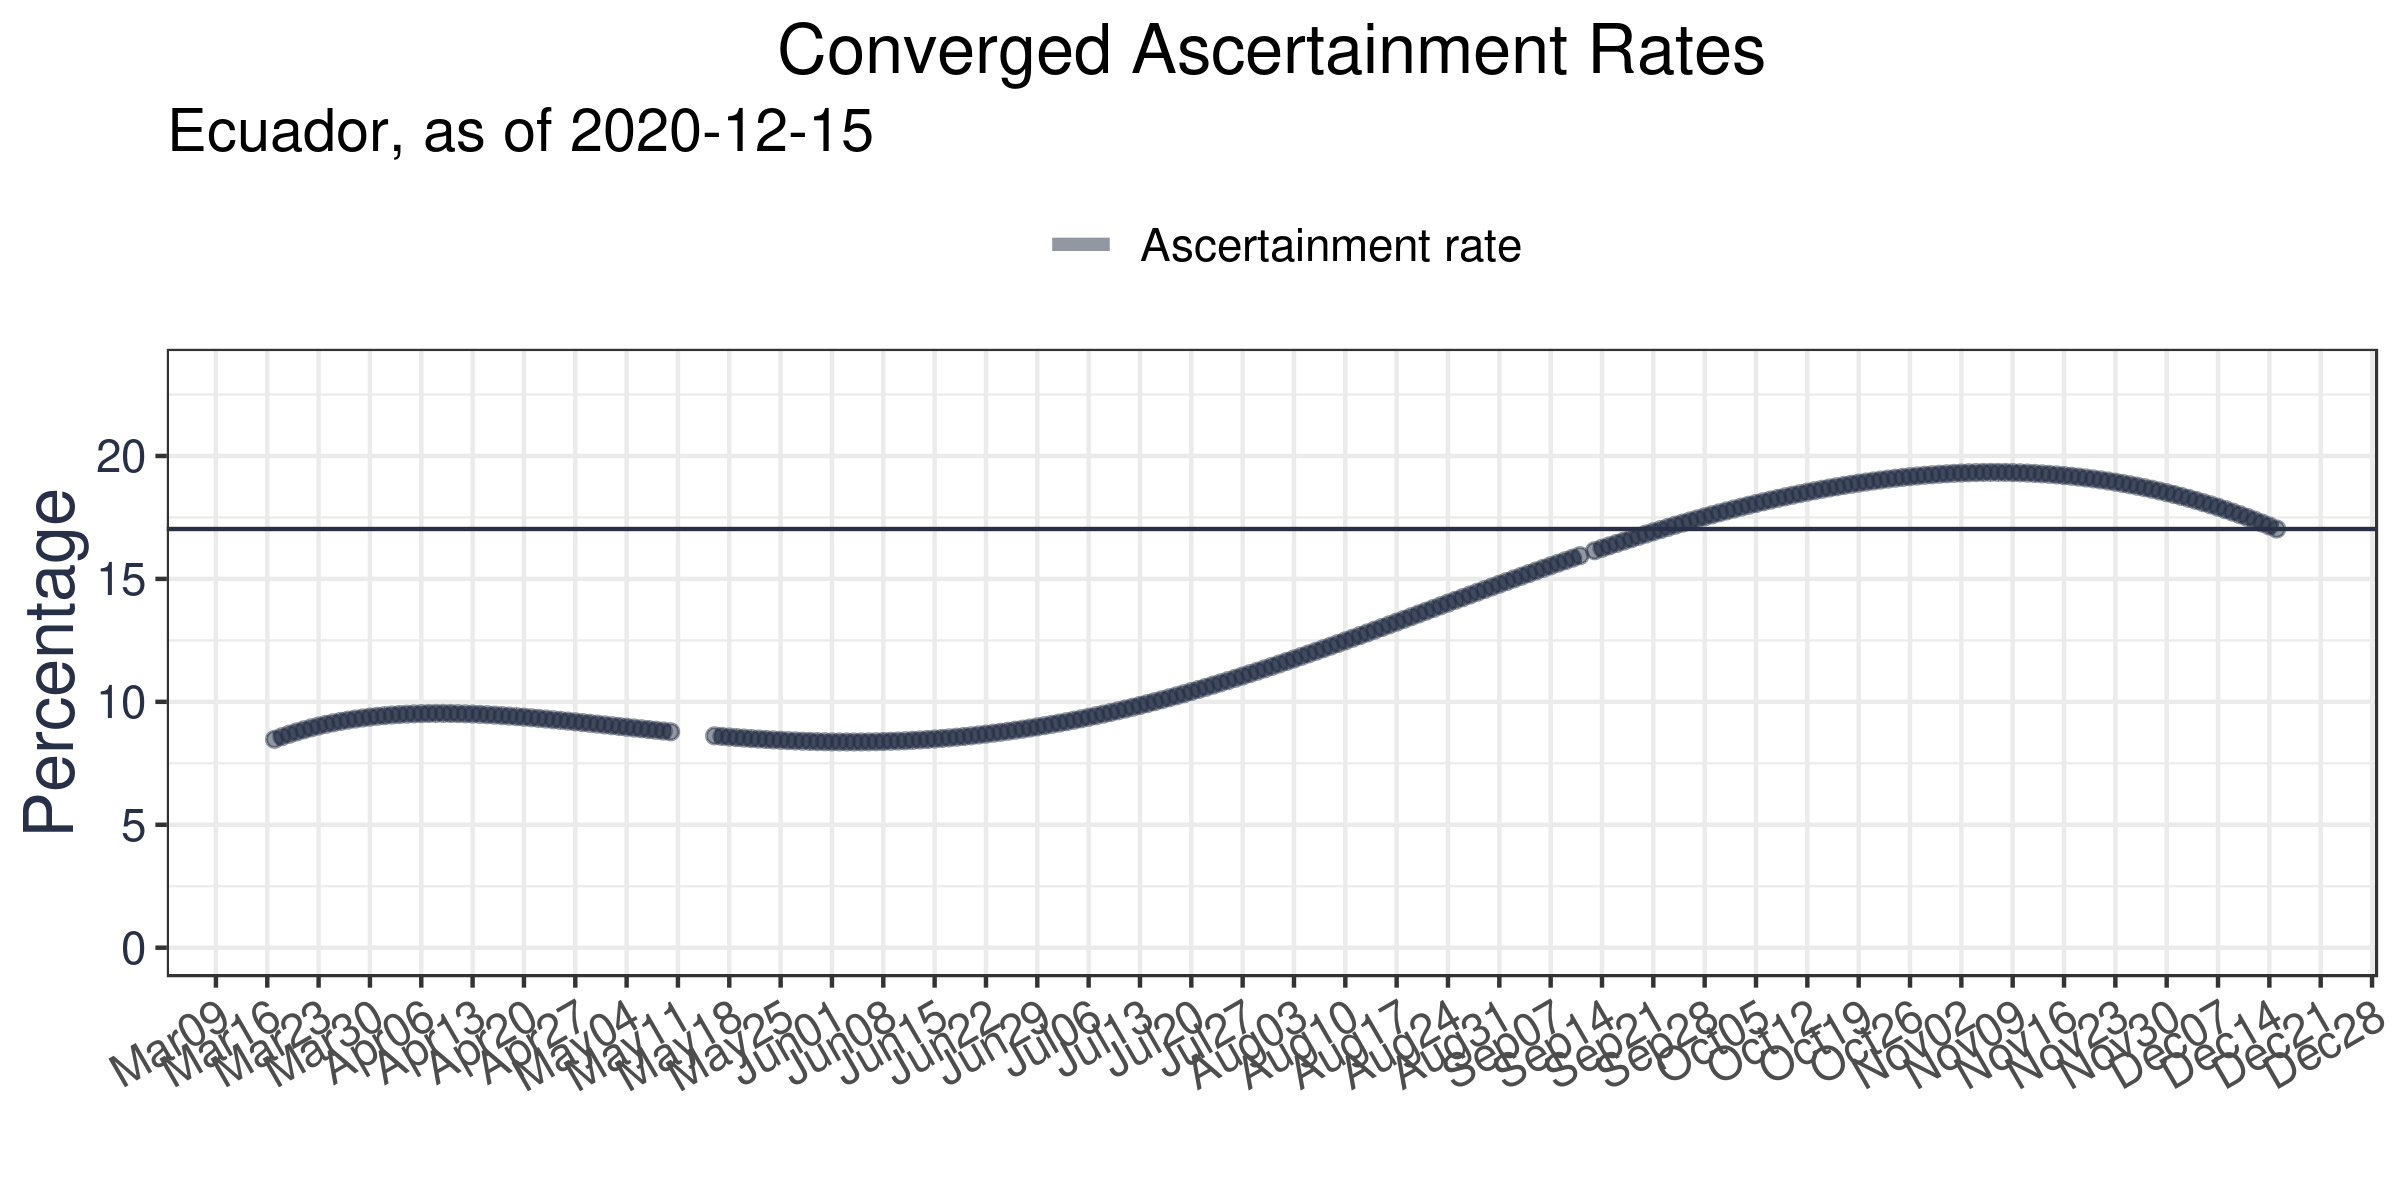 Converged Ascertainment Rates
Ecuador, as of 2020-12-15
Ascertainment rate
Percentage
20
15
10
5
0
Mar09
Mar16
Mar23
Mar30
Apr06
Apr13
Apr20
Apr27
May04
May11
May18
May25
Jun01
Jun08
Jun15
Jun22
Jun29
Jul06
Jul13
Jul20
Jul27
Aug03
Aug10
Aug17
Aug24
Aug31
Sep07
Sep14
Sep21
Sep28
Oct05
Oct12
Oct19
Oct26
Nov02
Nov09
Nov16
Nov23
Nov30
Dec07
Dec14
Dec21
Dec28